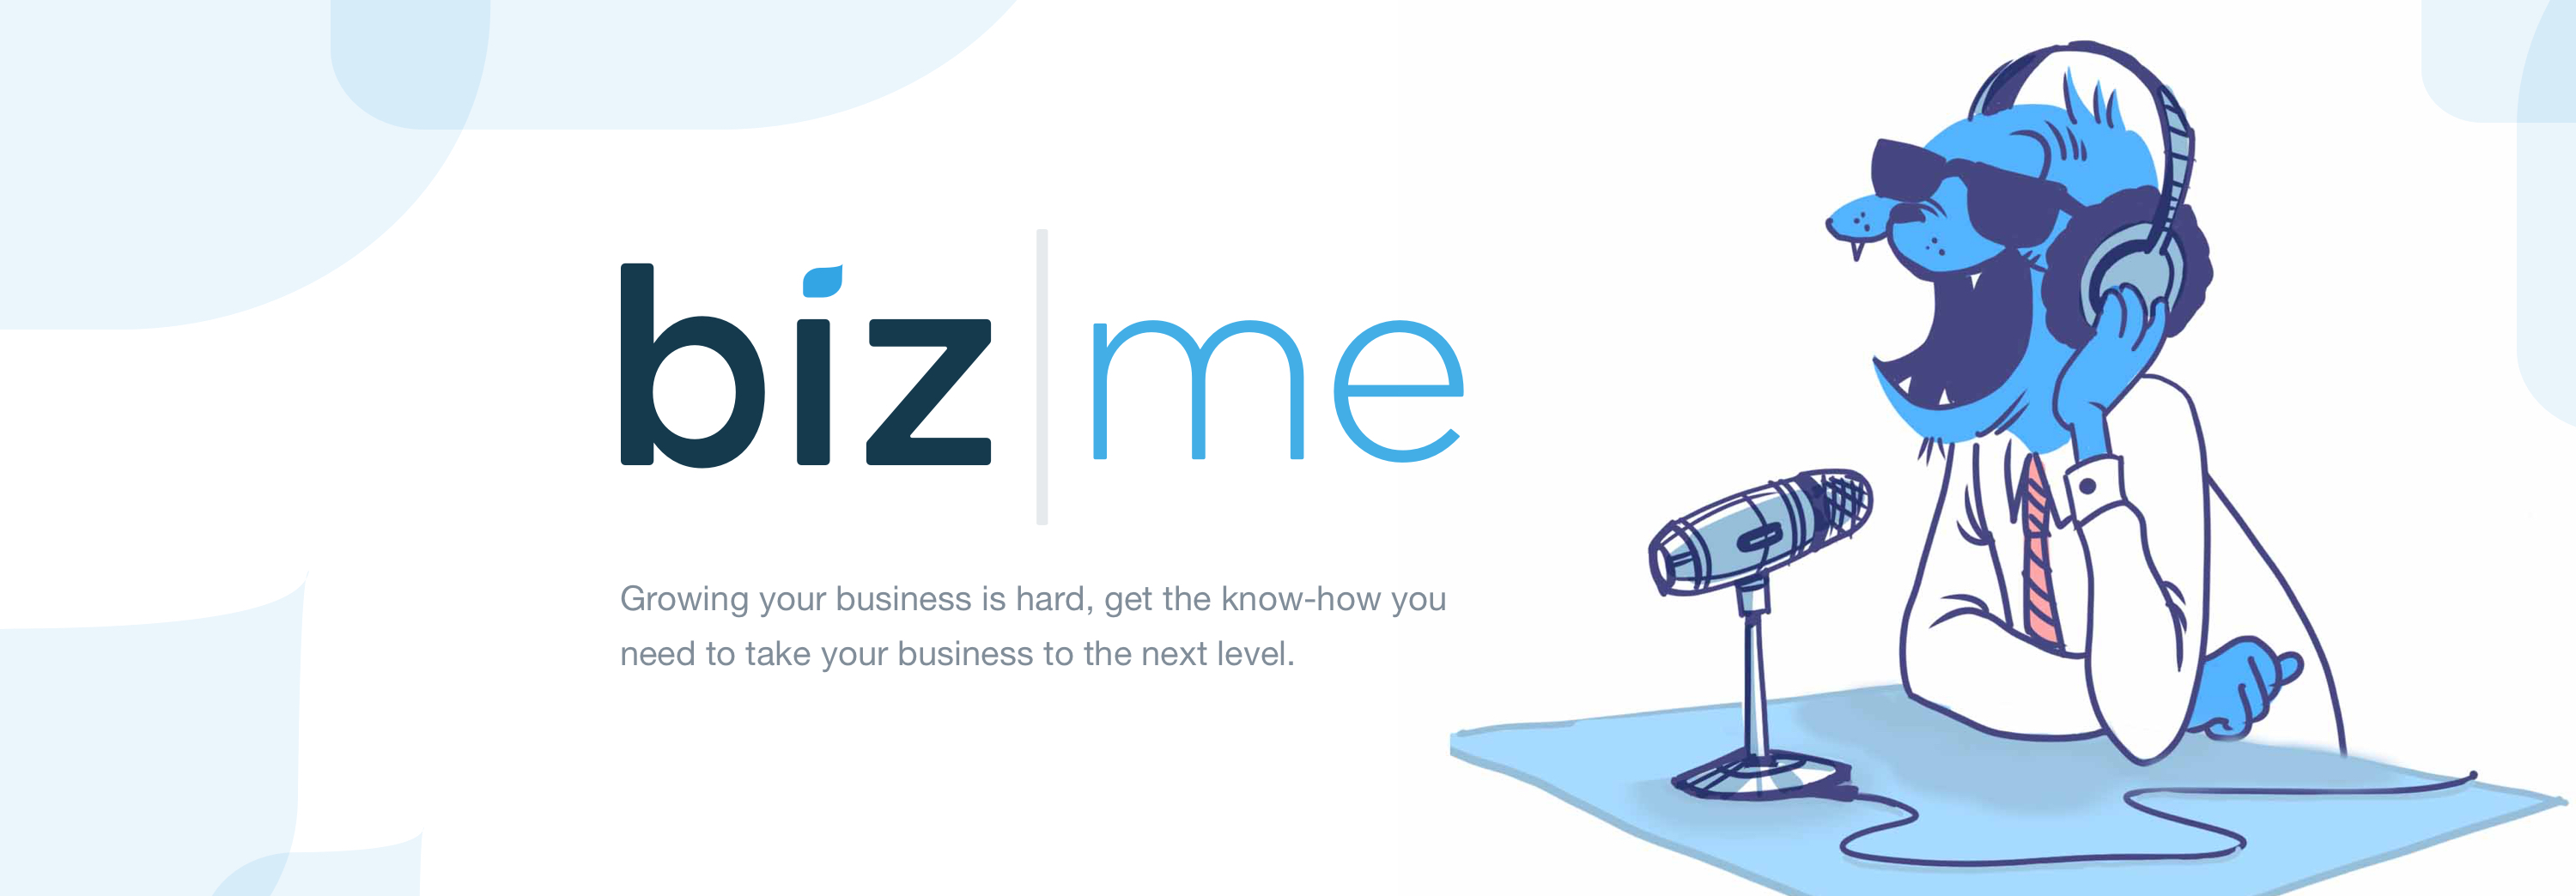 biz|me
Growing your business is hard, get the know-how you
need to take your business to the next level.